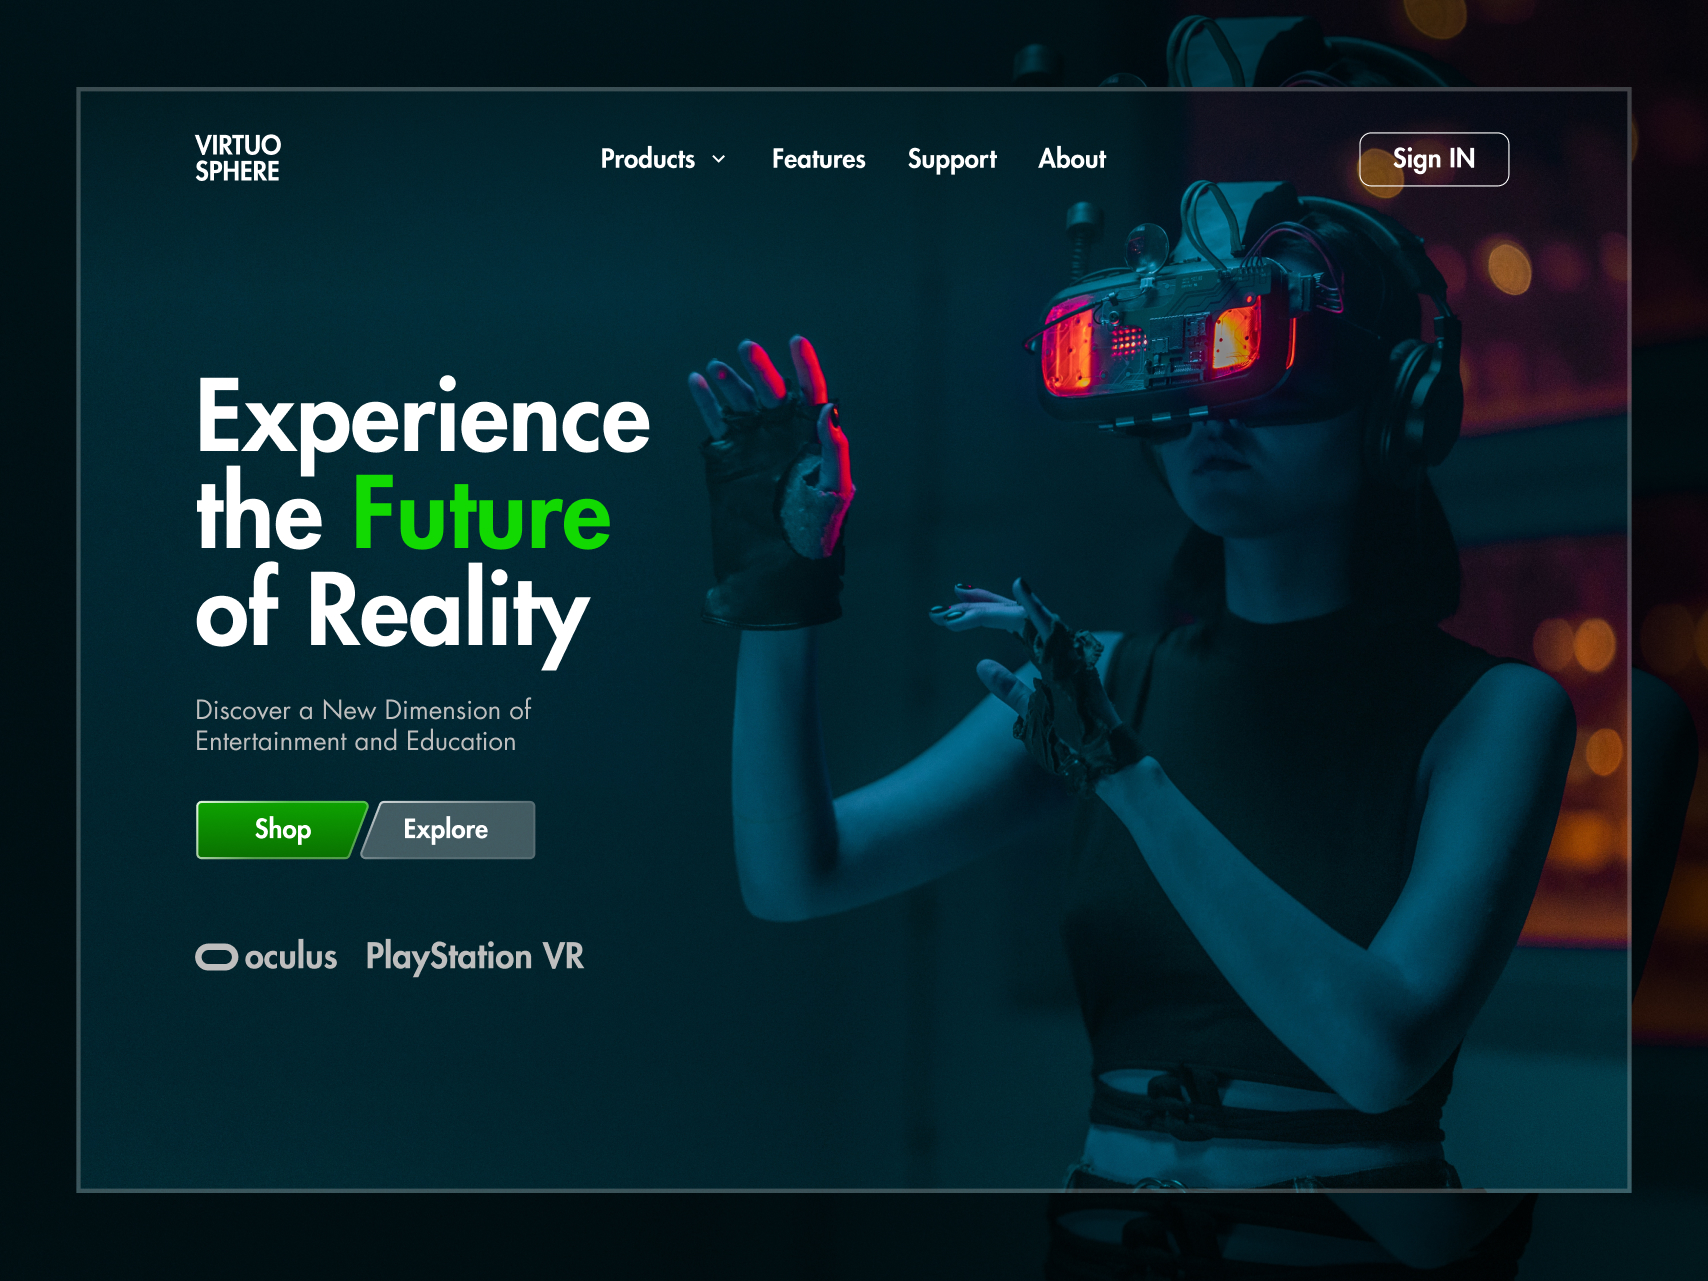 VIRTUO
SPHERE
Products
Features
Support
About
Sign IN
Experience
the Future
of Reality
Discover a New Dimension of
Entertainment and Education
Shop
Explore
oculus
PlayStation VR